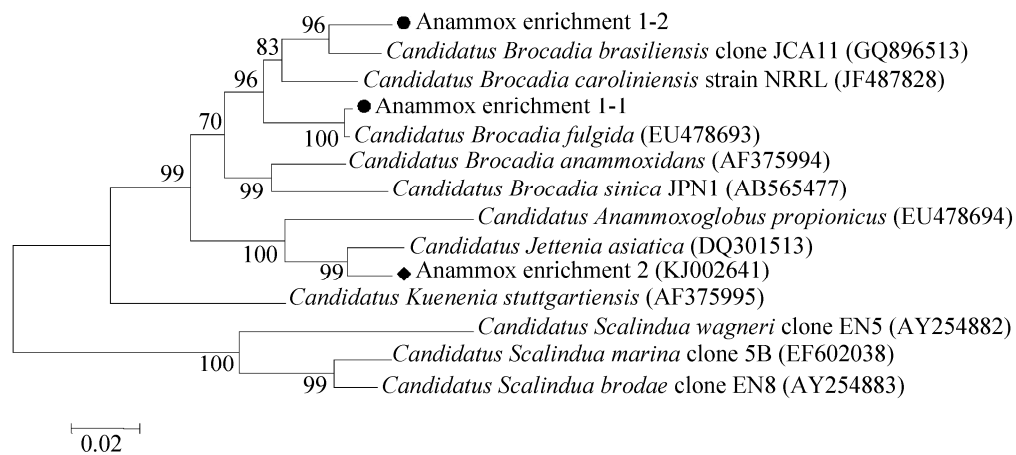 96
Anammox enrichment 1-2
83
Candidatus Brocadia brasiliensis clone JCA11 (GQ896513)
96
Candidatus Brocadia caroliniensis strain NRRL (JF487828)
Anammox enrichment 1-1
70
100
Candidatus Brocadia fulgida (EU478693)
99
Candidatus Brocadia anammoxidans (AF375994)
99
Candidatus Brocadia sinica JPN1 (AB565477)
Candidatus Anammoxoglobus propionicus (EU478694)
100
Candidatus Jettenia asiatica (DQ301513)
99
Anammox enrichment 2 (KJ002641)
Candidatus Kuenenia stuttgartiensis (AF375995)
Candidatus Scalindua wagneri clone EN5 (AY254882)
100
Candidatus Scalindua marina clone 5B (EF602038)
99
Candidatus Scalindua brodae clone EN8 (AY254883)
0.02